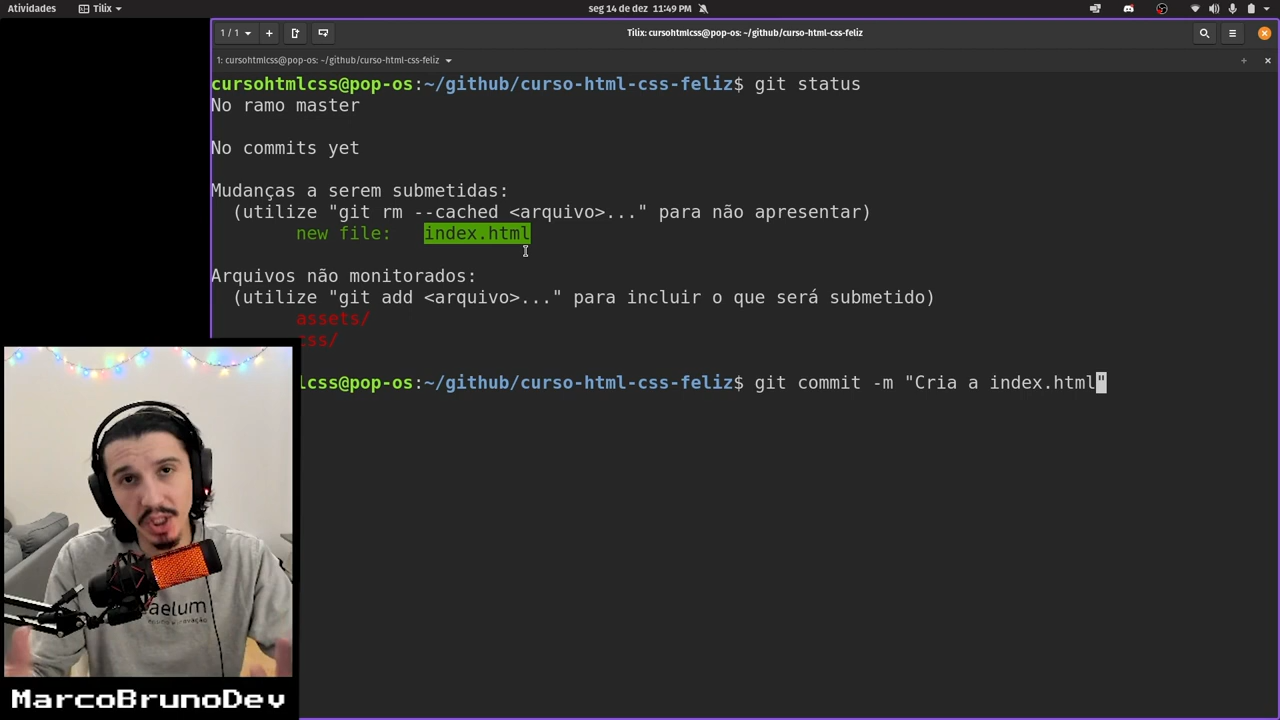 Atividades
Tilix
seg 14 de dez 11:49 PM
1 / 1
Tilix: cursohtmlcss@pop-os: ~/github/curso-html-css-feliz
1: cursohtmlcss@pop-os: ~/github/curso-html-css-feliz
cursohtmlcss@pop-os:~/github/curso-html-css-feliz$ git status
No ramo master
No commits yet
Mudanças a serem submetidas:
(utilize "git rm --cached <arquivo>..." para não apresentar)
new file: index.html
Arquivos não monitorados:
(utilize "git add <arquivo>..." para incluir o que será submetido)
assets/
css/
lcss@pop-os:~/github/curso-html-css-feliz$ git commit -m "Cria a index.html"
aelum
MarcoBrunoDev